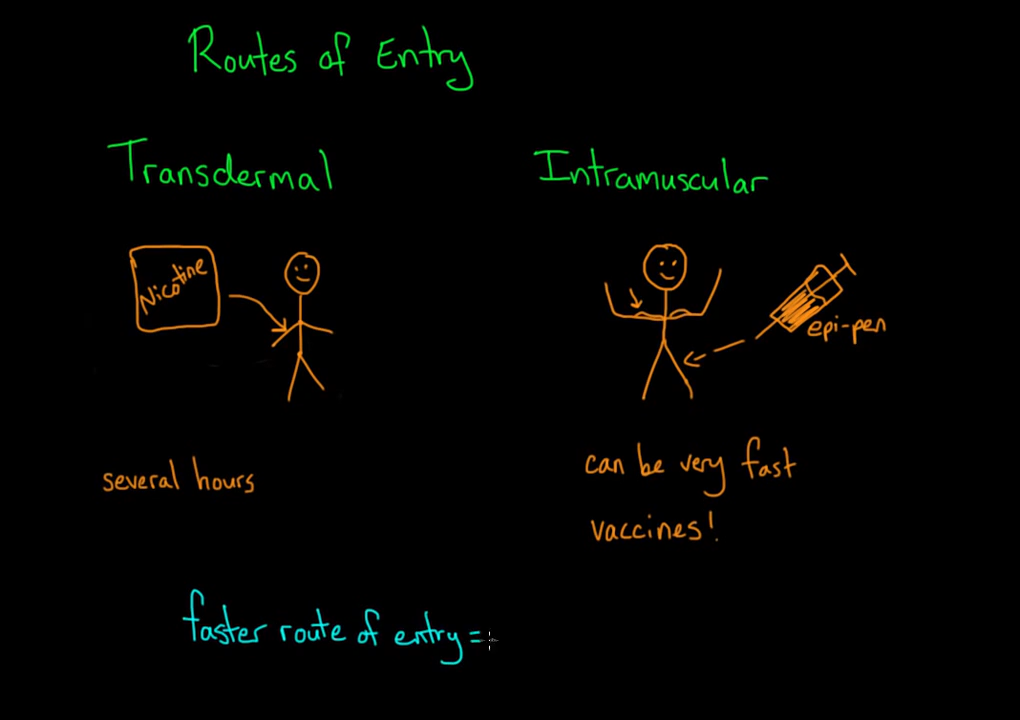 Routes of Entry
Transdermal
Intramuscular
Nicotine
epi-pen
several hours
can be very fast
vaccines!
faster route of entry =